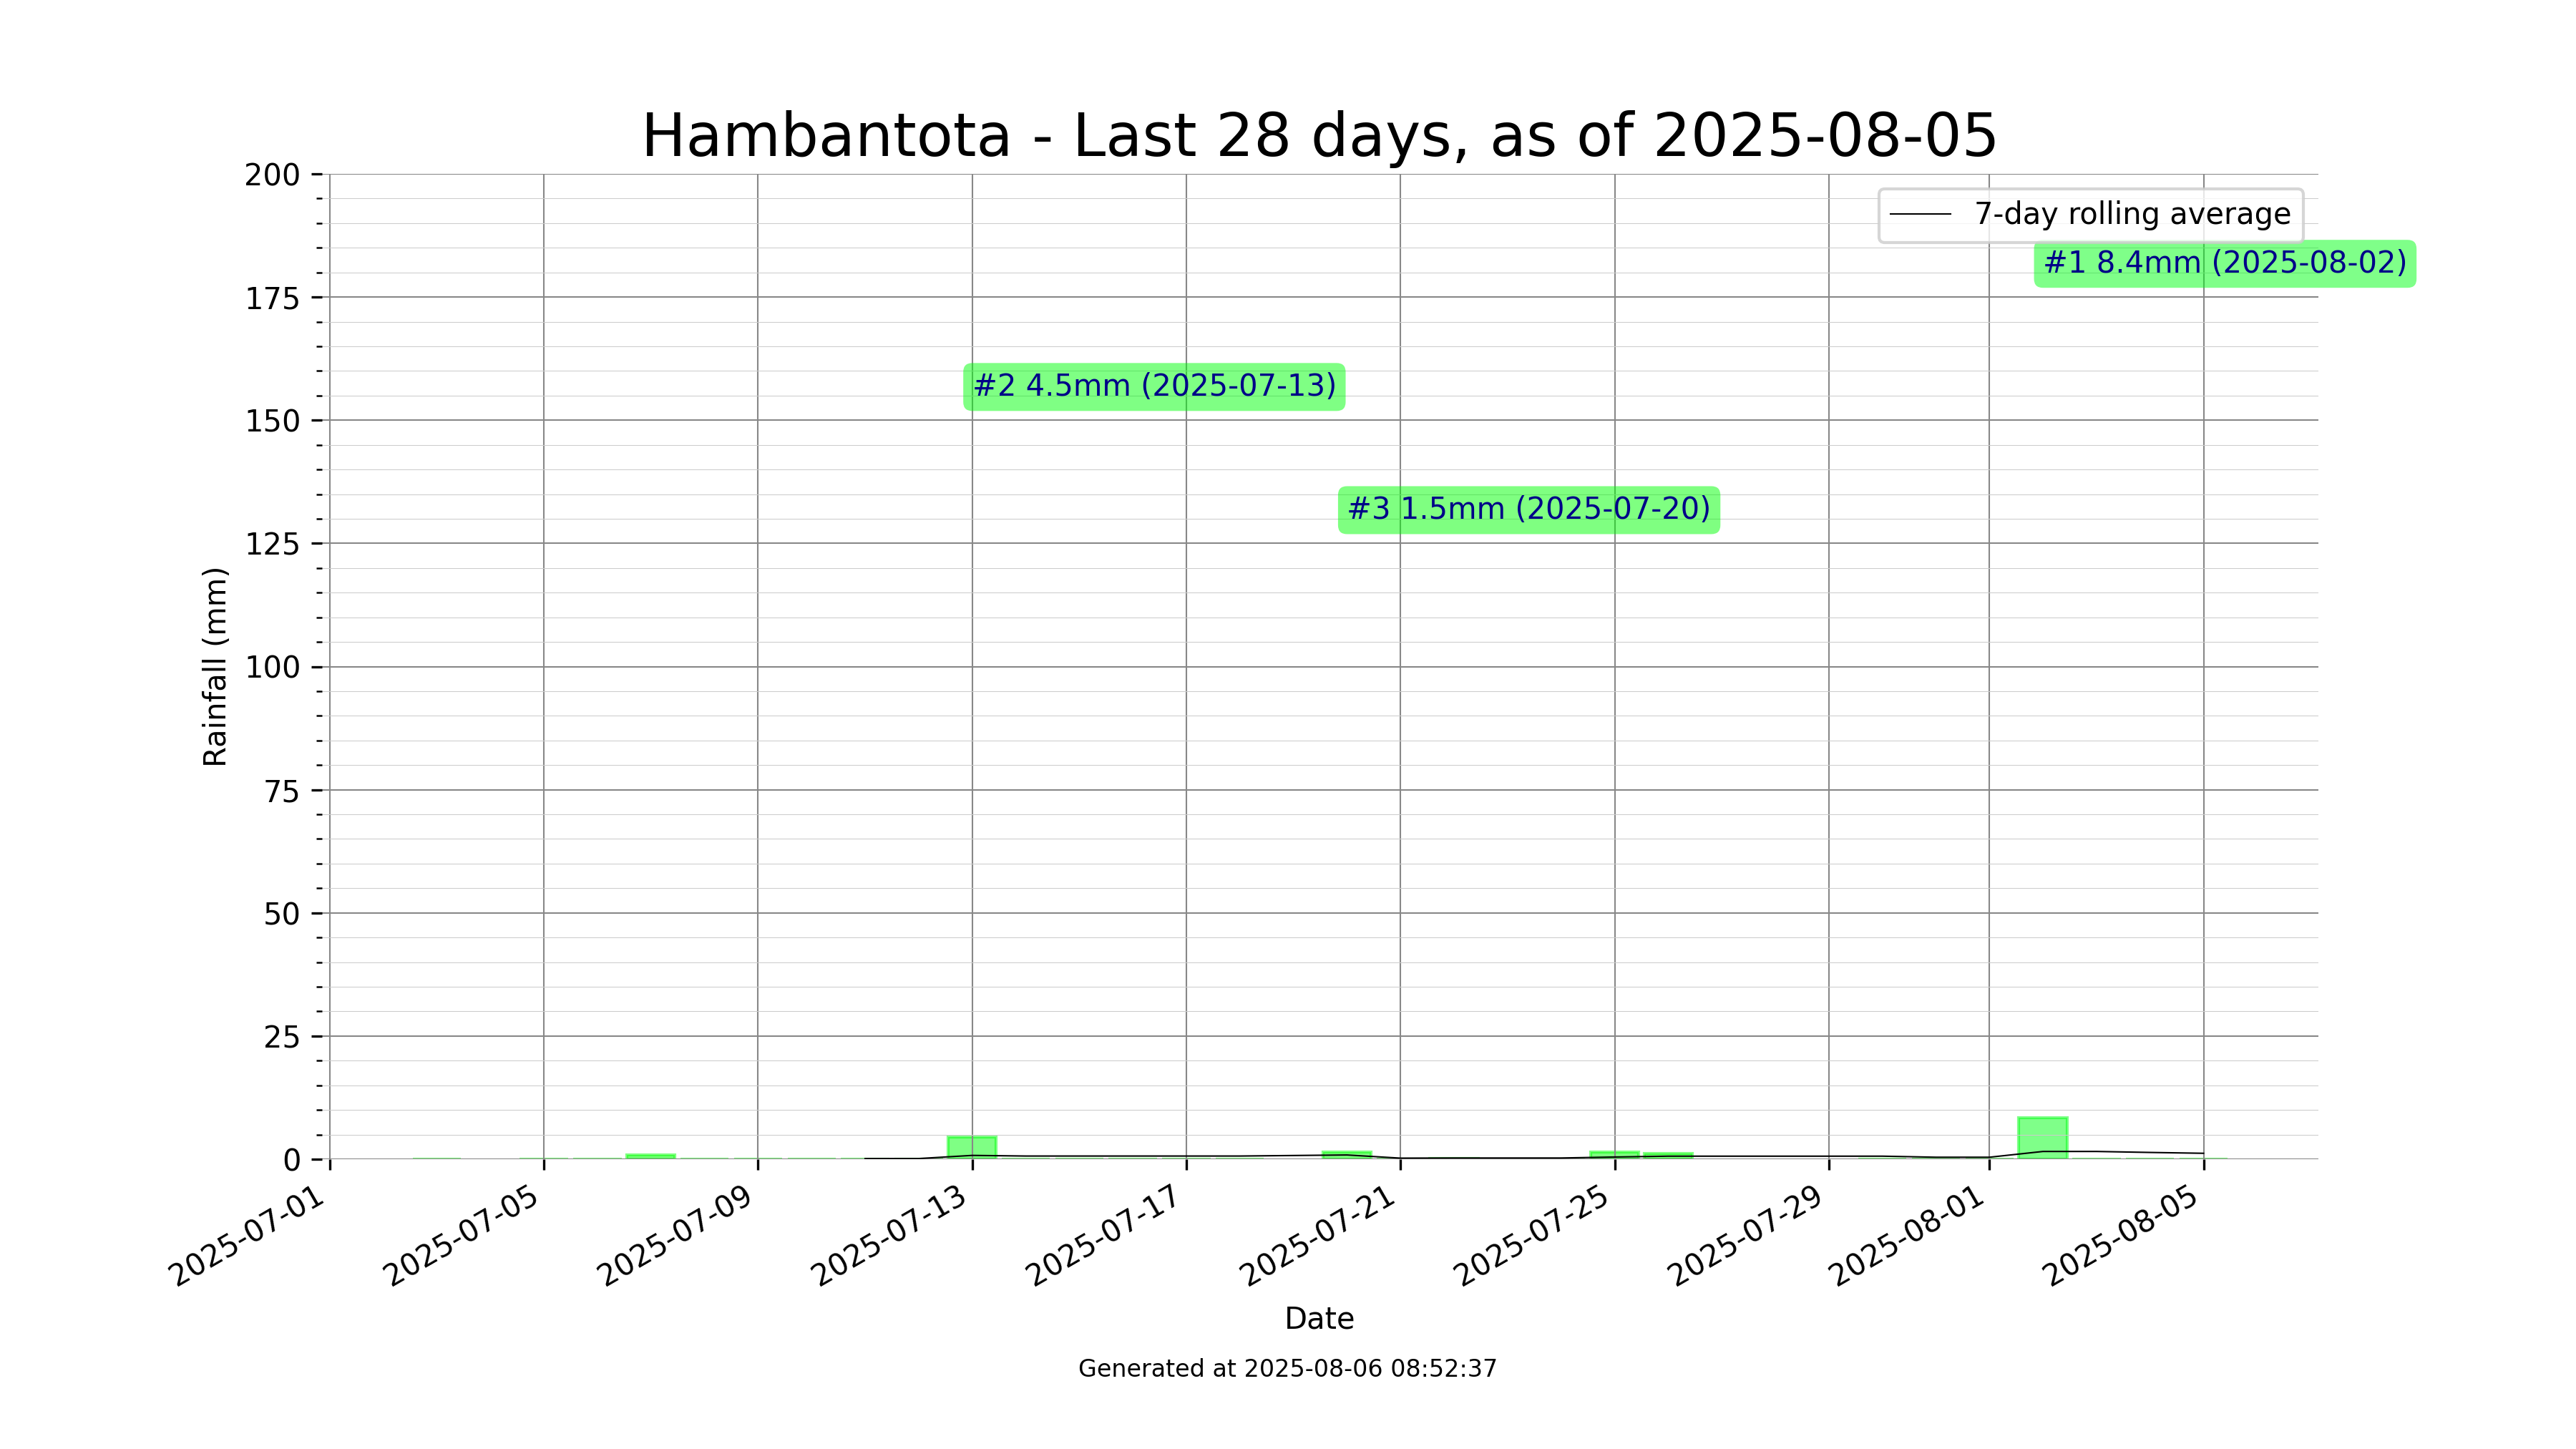 Hambantota - Last 28 days, as of 2025-08-05
200
175
150
125
100
75
50
25
0
Rainfall (mm)
7-day rolling average
#1 8.4mm (2025-08-02)
#2 4.5mm (2025-07-13)
#3 1.5mm (2025-07-20)
2025-07-01
2025-07-05
2025-07-09
2025-07-13
2025-07-17
2025-07-21
2025-07-25
2025-07-29
2025-08-01
2025-08-05
Date
Generated at 2025-08-06 08:52:37